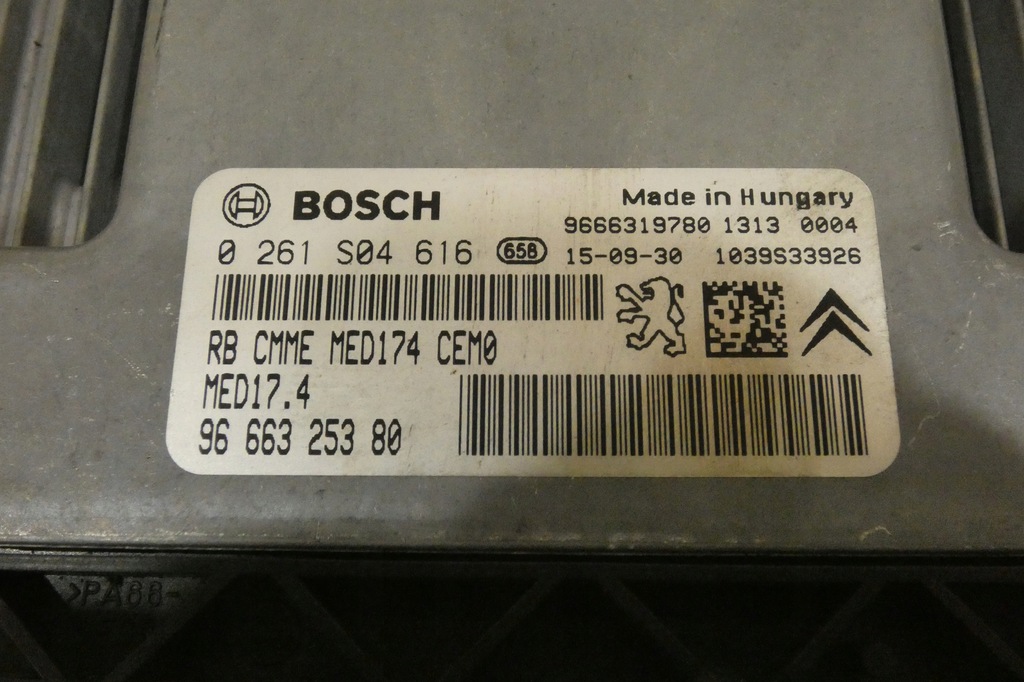 BOSCH
Made in Hungary
9666319780 1313 0004
0 261 S04 616 658 15-09-30 1039S33926
RB CMME MED174 CEM0
MED17.4
96 663 253 80
>PA66-